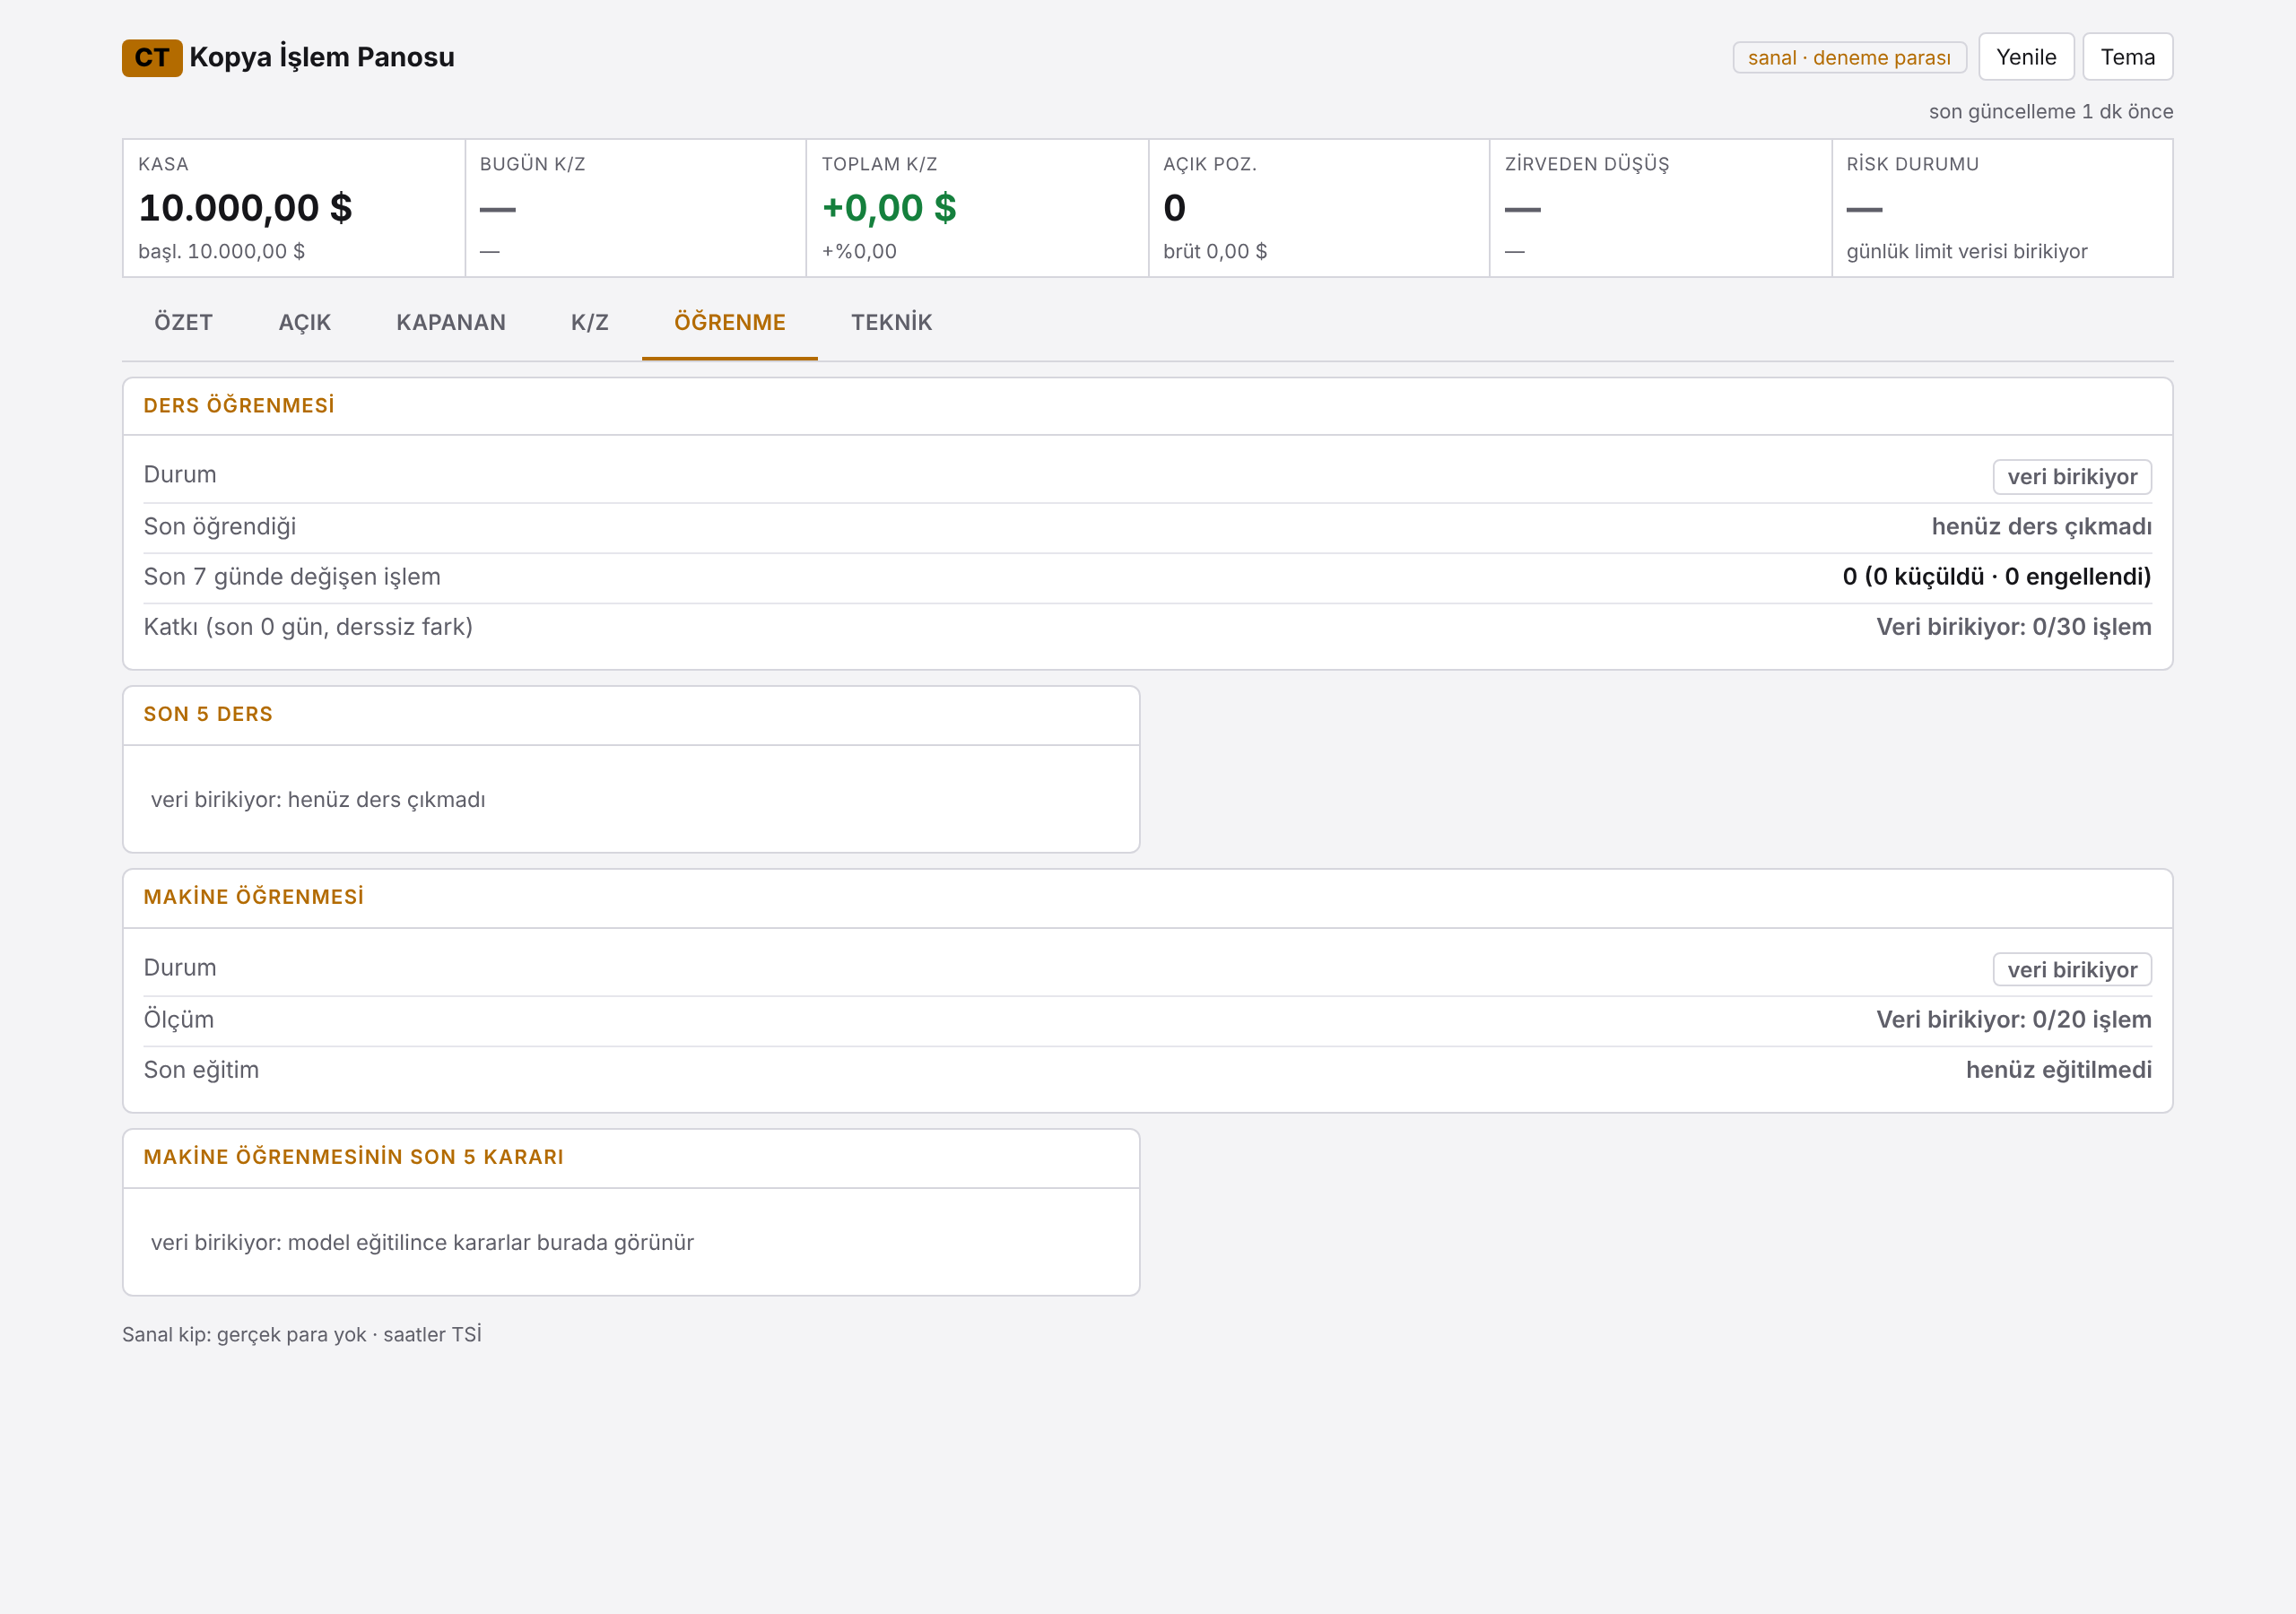 CT Kopya İşlem Panosu
sanal · deneme parası Yenile Tema
son güncelleme 1 dk önce
KASA
10.000,00 $
başl. 10.000,00 $
BUGÜN K/Z
—
—
TOPLAM K/Z
+0,00 $
+%0,00
AÇIK POZ.
0
brüt 0,00 $
ZİRVEDEN DÜŞÜŞ
—
—
RİSK DURUMU
—
günlük limit verisi birikiyor
ÖZET AÇIK KAPANAN K/Z ÖĞRENME TEKNİK
DERS ÖĞRENMESİ
Durum veri birikiyor
Son öğrendiği henüz ders çıkmadı
Son 7 günde değişen işlem 0 (0 küçüldü · 0 engellendi)
Katkı (son 0 gün, derssiz fark) Veri birikiyor: 0/30 işlem
SON 5 DERS
veri birikiyor: henüz ders çıkmadı
MAKİNE ÖĞRENMESİ
Durum veri birikiyor
Ölçüm Veri birikiyor: 0/20 işlem
Son eğitim henüz eğitilmedi
MAKİNE ÖĞRENMESİNİN SON 5 KARARI
veri birikiyor: model eğitilince kararlar burada görünür
Sanal kip: gerçek para yok · saatler TSİ